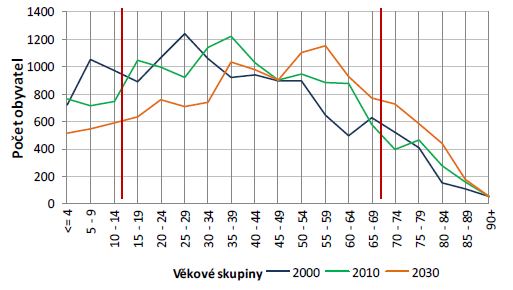 1400
1200
1000
800
600
400
200
0
Počet obyvatel
<= 4
5 - 9
10 - 14
15 - 19
20 - 24
25 - 29
30 - 34
35 - 39
40 - 44
45 - 49
50 - 54
55 - 59
60 - 64
65 - 69
70 - 74
75 - 79
80 - 84
85 - 89
90+
Věkové skupiny 2000 2010 2030